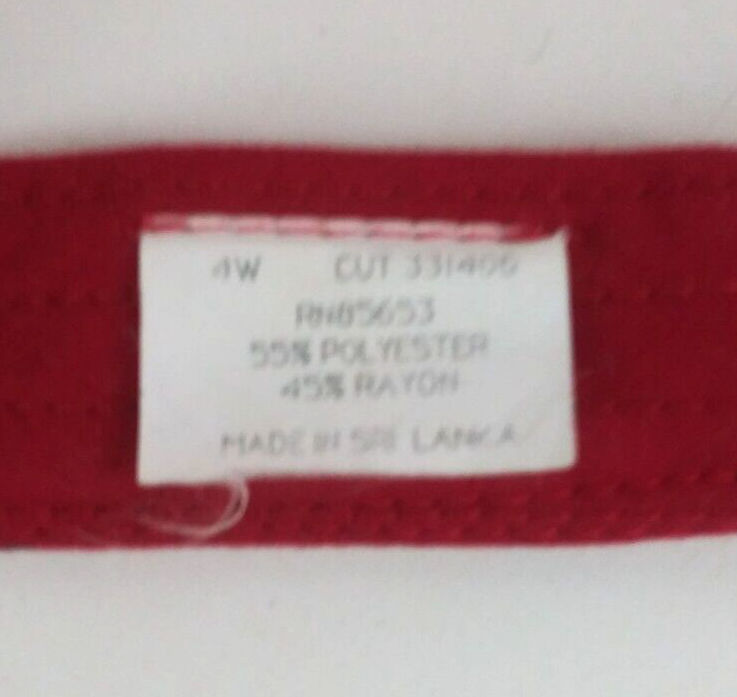 4W CUT 331406
RN85653
55% POLYESTER
45% RAYON
MADE IN SRI LANKA